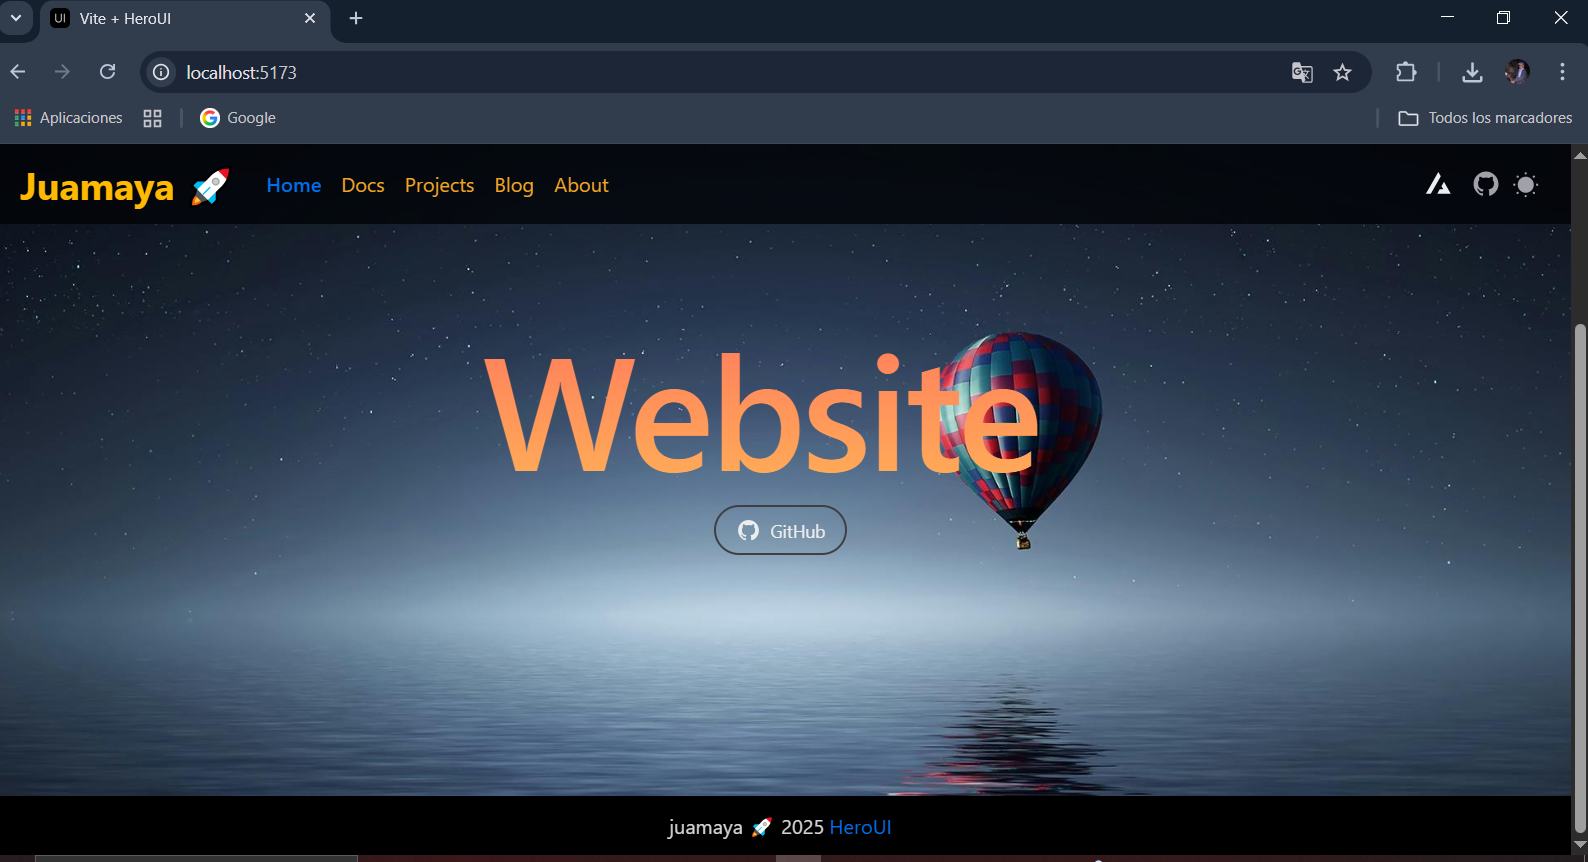 UI Vite + HeroUI
localhost:5173
Aplicaciones Google Todos los marcadores
Juamaya 🚀 Home Docs Projects Blog About
Website
GitHub
juamaya 🚀 2025 HeroUI